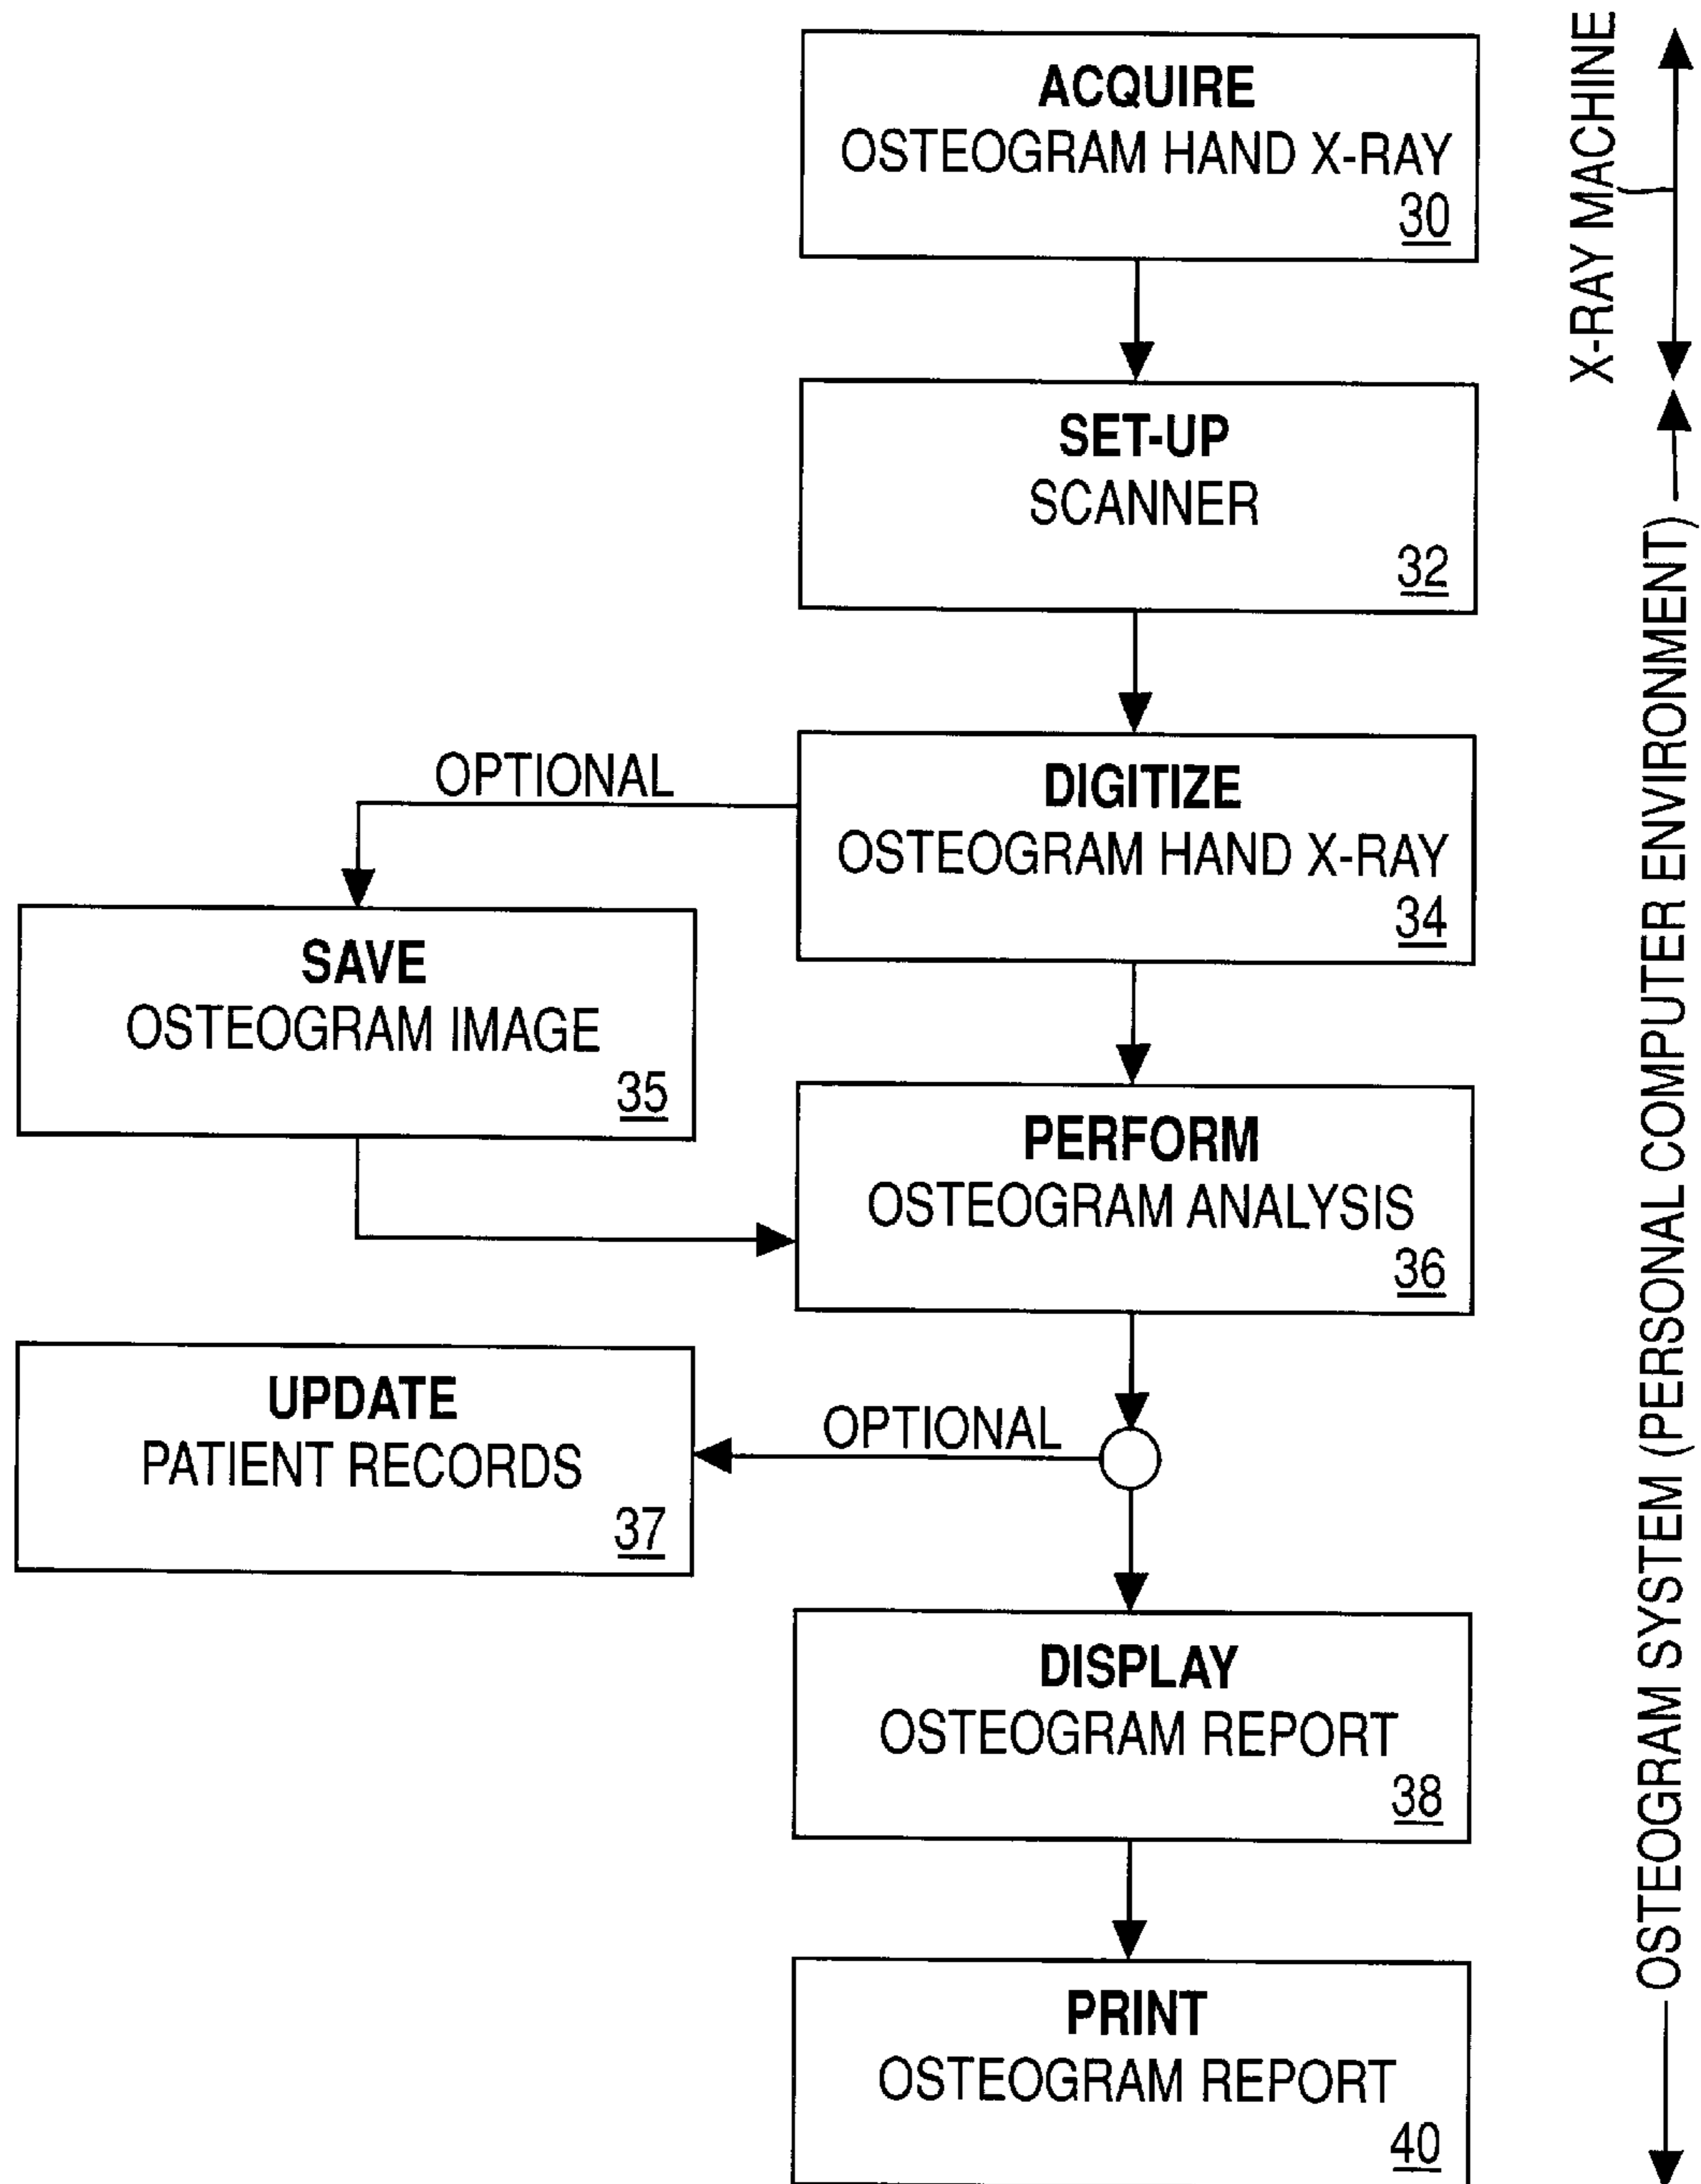 ACQUIRE
OSTEOGRAM HAND X-RAY
30
X-RAY MACHINE
SET-UP
SCANNER
32
OPTIONAL
DIGITIZE
OSTEOGRAM HAND X-RAY
34
SAVE
OSTEOGRAM IMAGE
35
PERFORM
OSTEOGRAM ANALYSIS
36
UPDATE
PATIENT RECORDS
37
OPTIONAL
DISPLAY
OSTEOGRAM REPORT
38
PRINT
OSTEOGRAM REPORT
40
OSTEOGRAM SYSTEM (PERSONAL COMPUTER ENVIRONMENT)